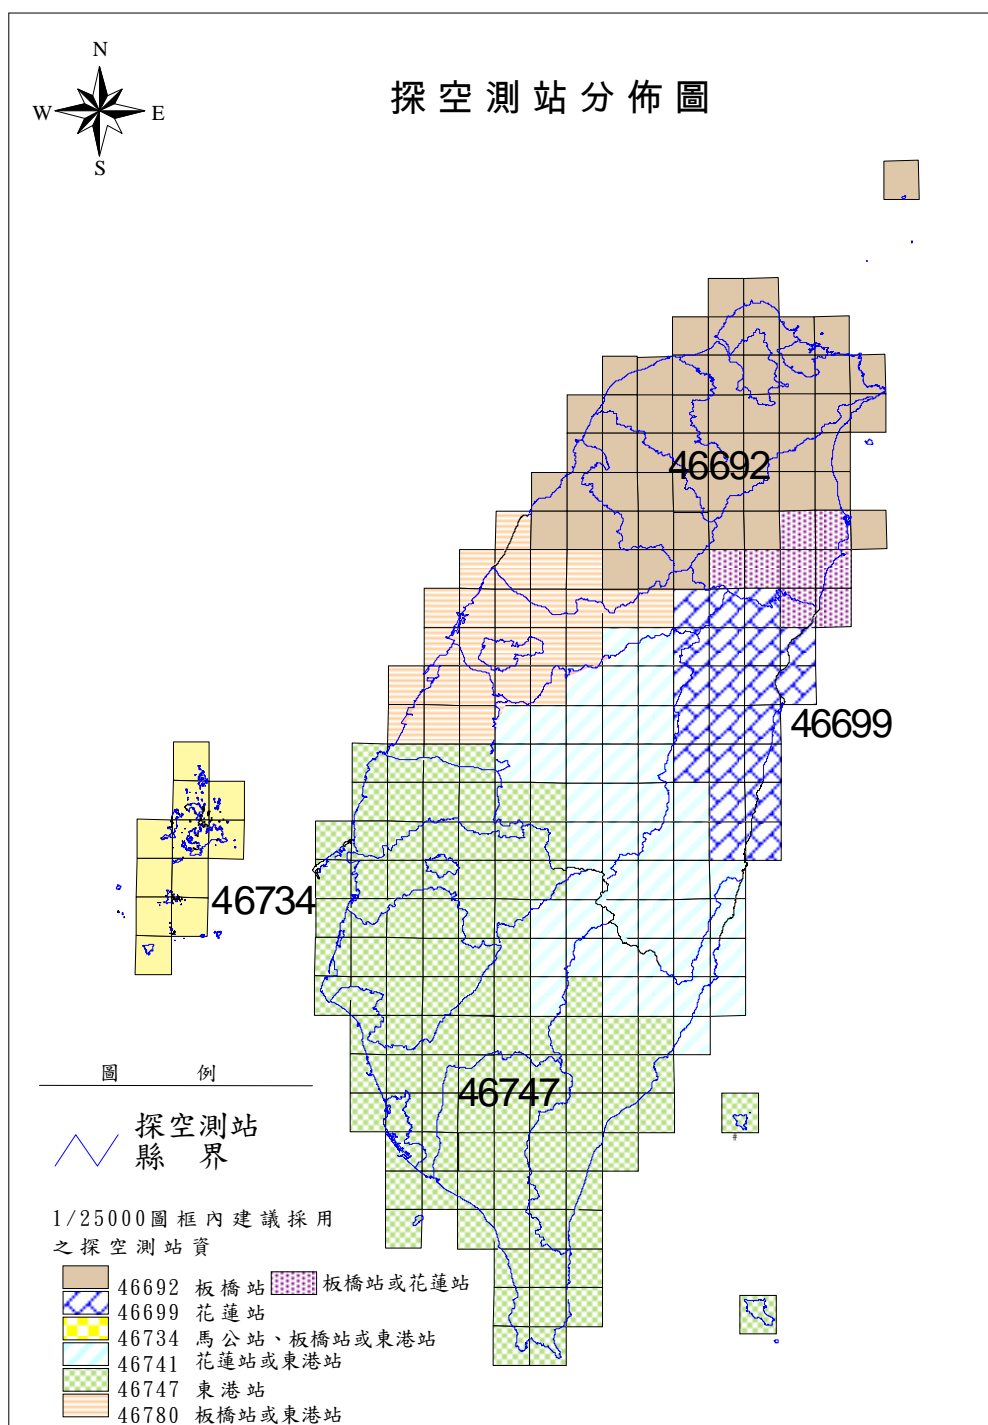 N
探空測站分佈圖
W E
S
46692
46699
46734
46747
#
圖 例
探空測站
縣 界
1/25000圖框內建議採用
之探空測站資
46692 板橋站 板橋站或花蓮站
46699 花蓮站
46734 馬公站、板橋站或東港站
46741 花蓮站或東港站
46747 東港站
46780 板橋站或東港站